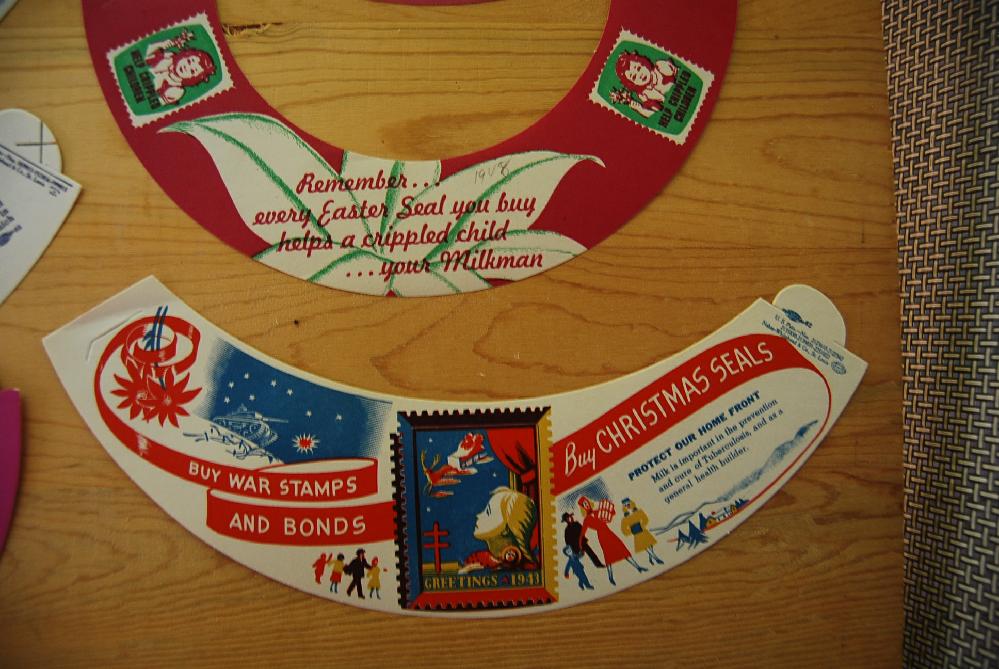 HELP CRIPPLED
CHILDREN
HELP CRIPPLED
CHILDREN
Remember...
every Easter Seal you buy
helps a crippled child
...your Milkman
BUY WAR STAMPS
AND BONDS
GREETINGS 1943
Buy CHRISTMAS SEALS
PROTECT OUR HOME FRONT
Milk is important in the prevention
and cure of Tuberculosis, and as a
general health builder.